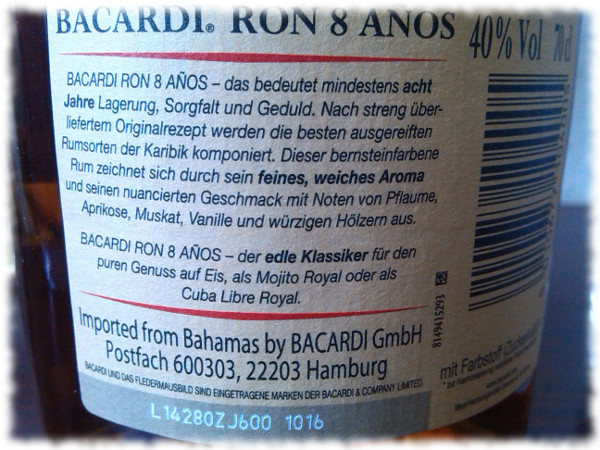 BACARDI® RON 8 AÑOS
40% Vol 70 cl
BACARDI RON 8 AÑOS – das bedeutet mindestens acht
Jahre Lagerung, Sorgfalt und Geduld. Nach streng über-
liefertem Originalrezept werden die besten ausgereiften
Rumsorten der Karibik komponiert. Dieser bernsteinfarbene
Rum zeichnet sich durch sein feines, weiches Aroma
und seinen nuancierten Geschmack mit Noten von Pflaume,
Aprikose, Muskat, Vanille und würzigen Hölzern aus.
BACARDI RON 8 AÑOS – der edle Klassiker für den
puren Genuss auf Eis, als Mojito Royal oder als
Cuba Libre Royal.
Imported from Bahamas by BACARDI GmbH
Postfach 600303, 22203 Hamburg
BACARDI UND DAS FLEDERMAUSBILD SIND EINGETRAGENE MARKEN DER BACARDI & COMPANY LIMITED.
L14280ZJ600 1016
8149415293
mit Farbstoff